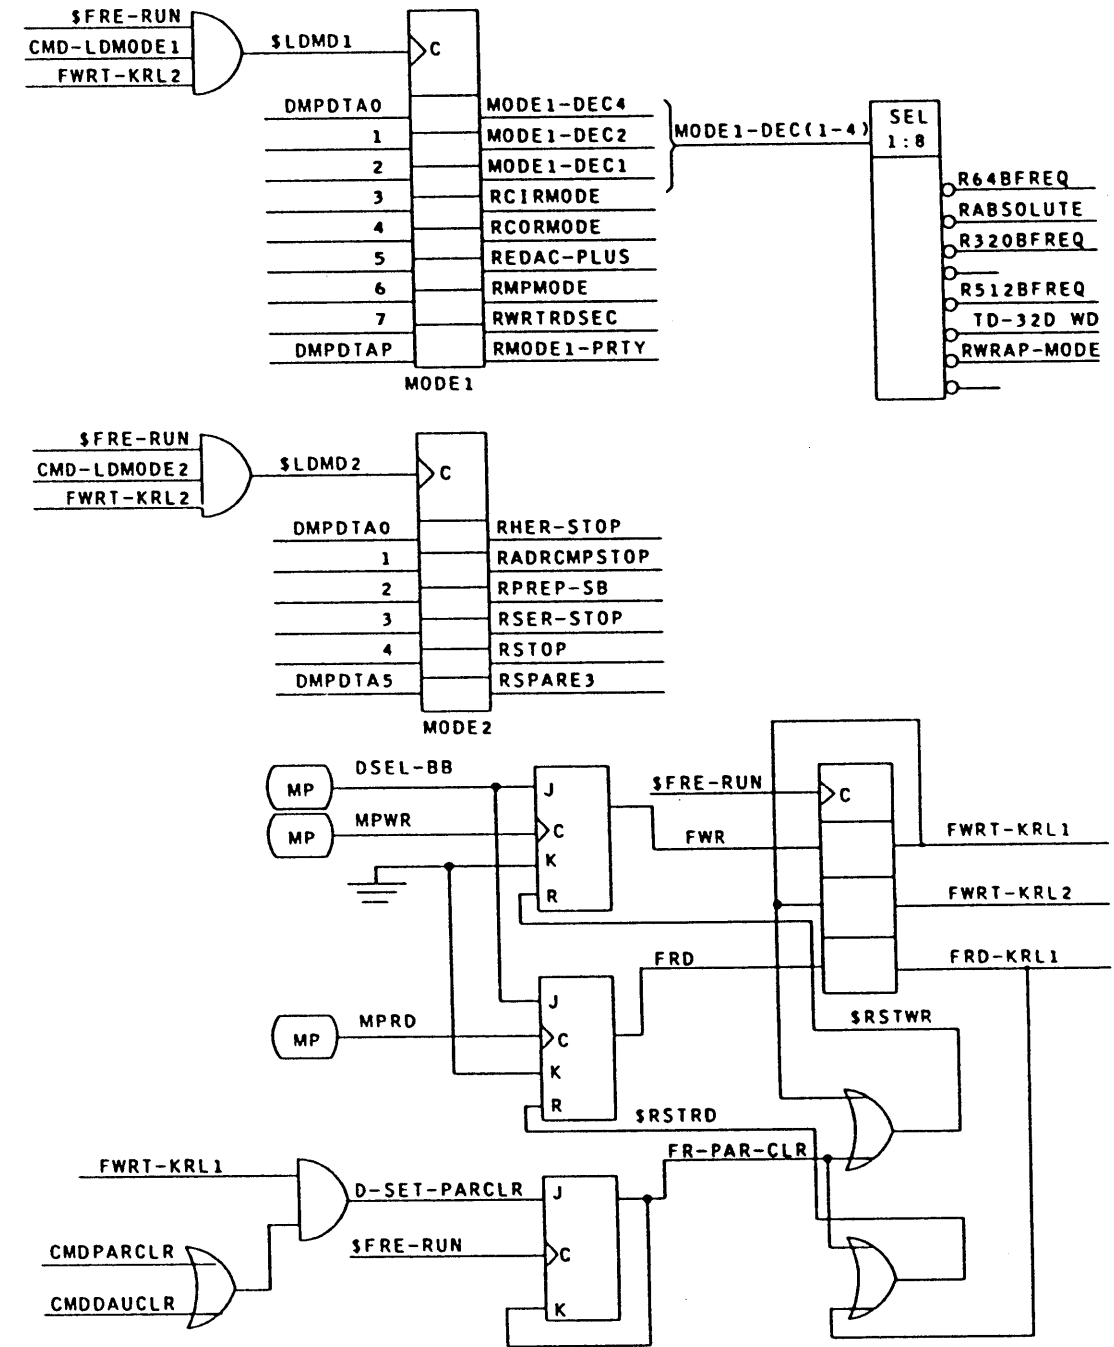 $FRE-RUN
CMD-LDMODE1
FWRT-KRL2
$LDMD1
C
DMPDTA0
1
2
3
4
5
6
7
DMPDTAP
MODE1-DEC4
MODE1-DEC2
MODE1-DEC1
RCIRMODE
RCORMODE
REDAC-PLUS
RMPMODE
RWRTRDSEC
RMODE1-PRTY
MODE1
MODE1-DEC(1-4)
SEL
1:8
R64BFREQ
RABSOLUTE
R320BFREQ
R512BFREQ
TD-32D WD
RWRAP-MODE
$FRE-RUN
CMD-LDMODE2
FWRT-KRL2
$LDMD2
C
DMPDTA0
1
2
3
4
DMPDTA5
RHER-STOP
RADRCMPSTOP
RPREP-SB
RSER-STOP
RSTOP
RSPARE3
MODE2
MP
DSEL-BB
MP
MPWR
J
C
K
R
FWR
$FRE-RUN
C
FWRT-KRL1
FWRT-KRL2
FRD-KRL1
FRD
MP
MPRD
J
C
K
R
$RSTWR
$RSTRD
FR-PAR-CLR
FWRT-KRL1
D-SET-PARCLR
$FRE-RUN
CMDPARCLR
CMDDAUCLR
J
C
K